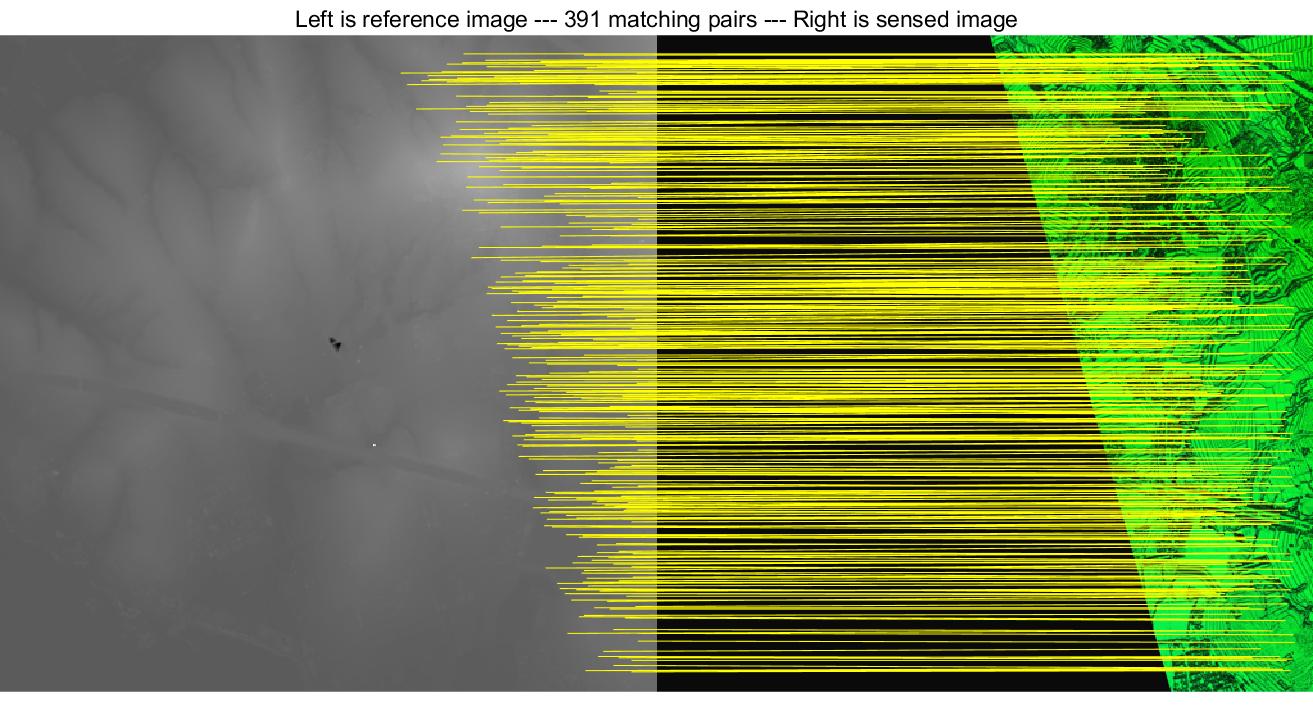 Left is reference image --- 391 matching pairs --- Right is sensed image